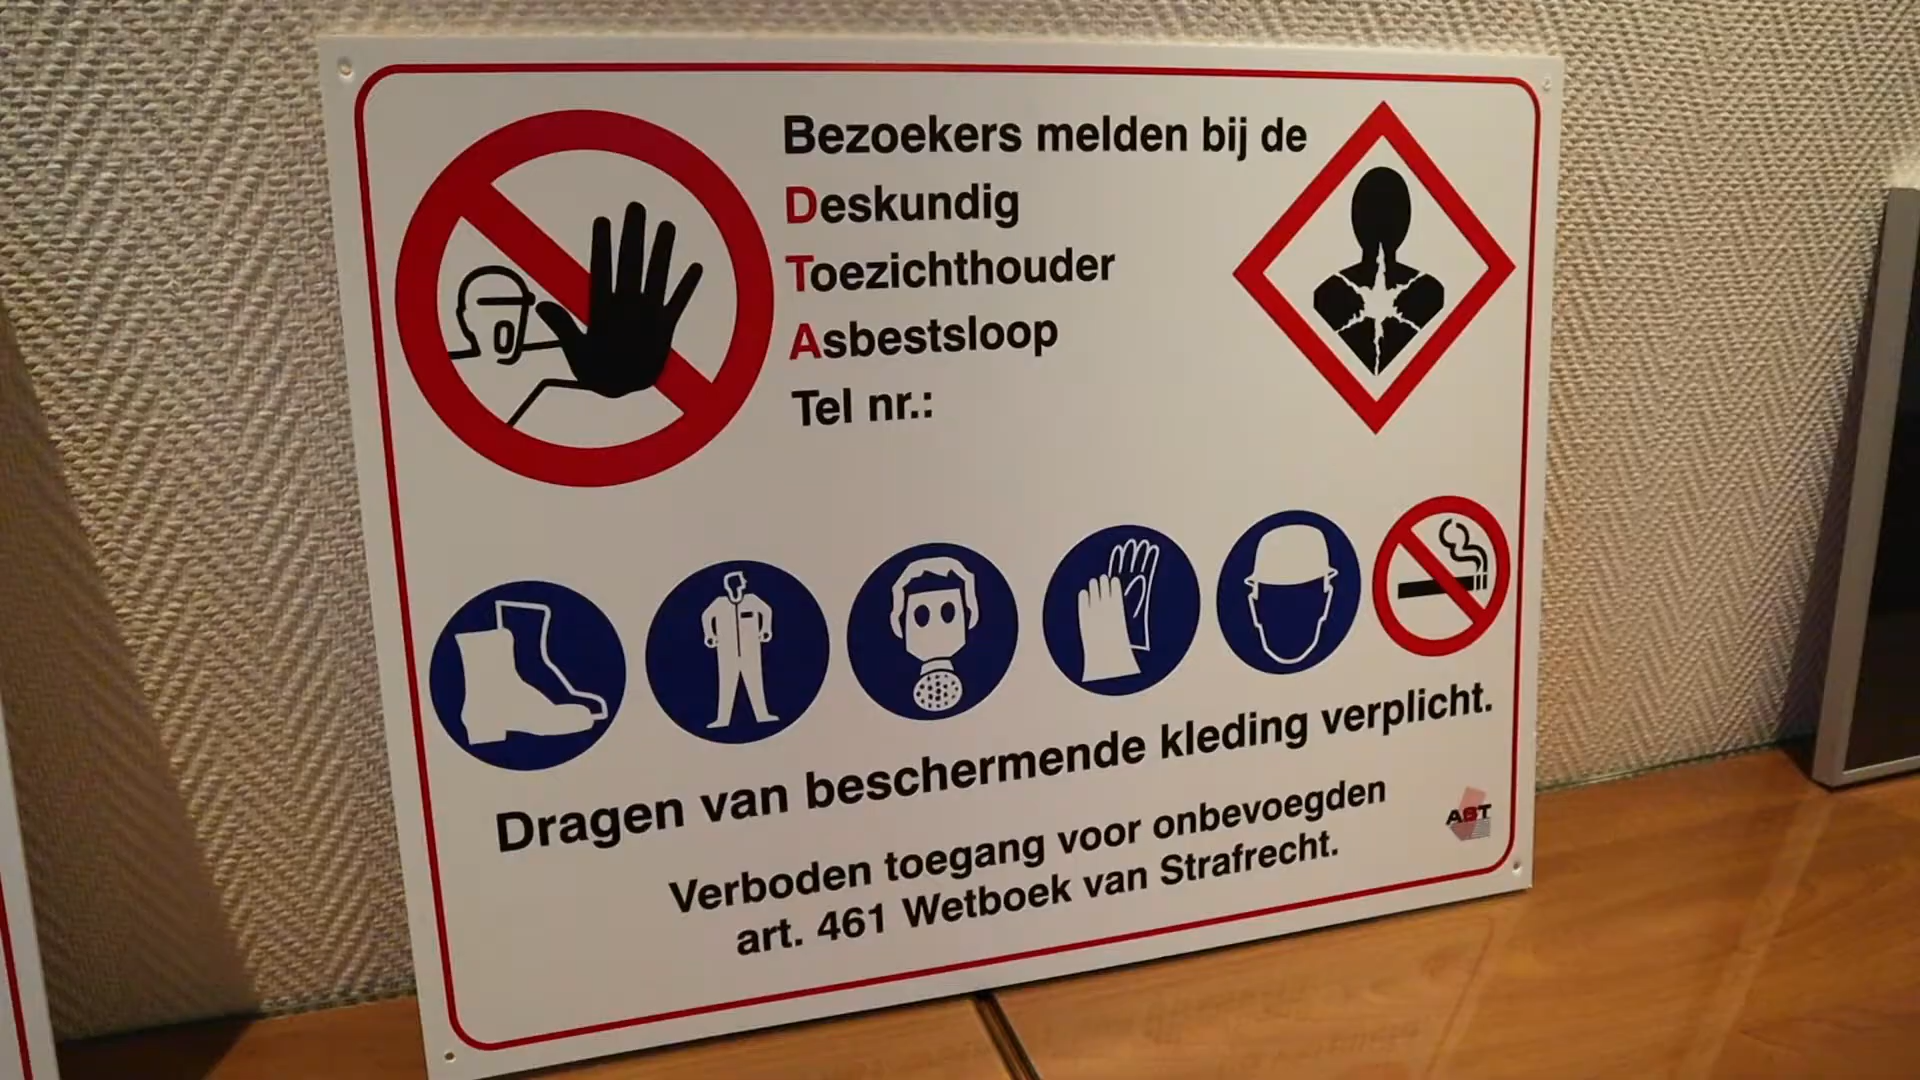 Bezoekers melden bij de
Deskundig
Toezichthouder
Asbestsloop
Tel nr.:
Dragen van beschermende kleding verplicht.
Verboden toegang voor onbevoegden
art. 461 Wetboek van Strafrecht.
ABT